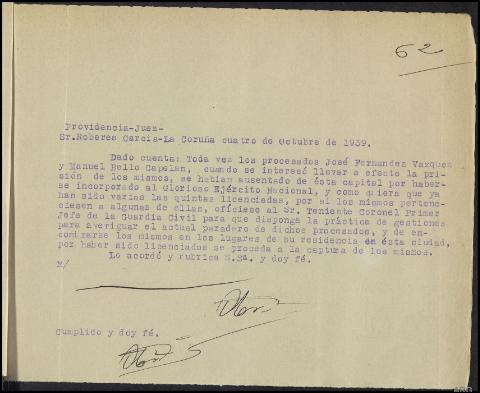 62
Providencia-Juez-
Sr.Roberes Garcia-La Coruña cuatro de Octubre de 1939.
Dado cuenta: Toda vez los procesados José Fernandez Vazquez
y Manuel Bello Capelan, cuando se interesó llevar a efecto la pri-
sión de los mismos, se habian ausentado de ésta capital por haber-
se incorporado al Glorioso Ejército Nacional, y como quiera que ya
han sido varias las quintas licenciadas, por si los mismos pertene-
ciesen a algunas de ellas, ofíciese al Sr. Teniente Coronel Primer
Jefe de la Guardia Civil para que disponga la práctica de gestiones
para averiguar el actual paradero de dichos procesados, y de en-
contrarse los mismos en los lugares de su residencia en ésta ciudad,
por haber sido licenciados se proceda a la captura de los mismos.
Lo acordó y rubrica S.Sª. y doy fé.
Cumplido y doy fé.